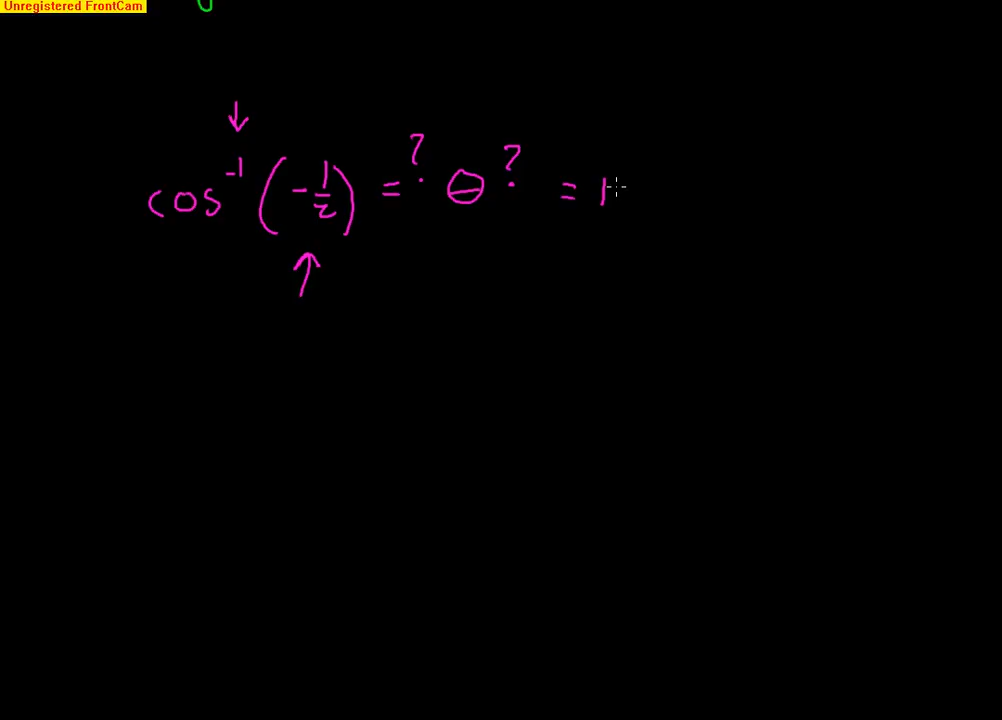 Unregistered FrontCam
cos⁻¹(-1/2) =? θ? = 1